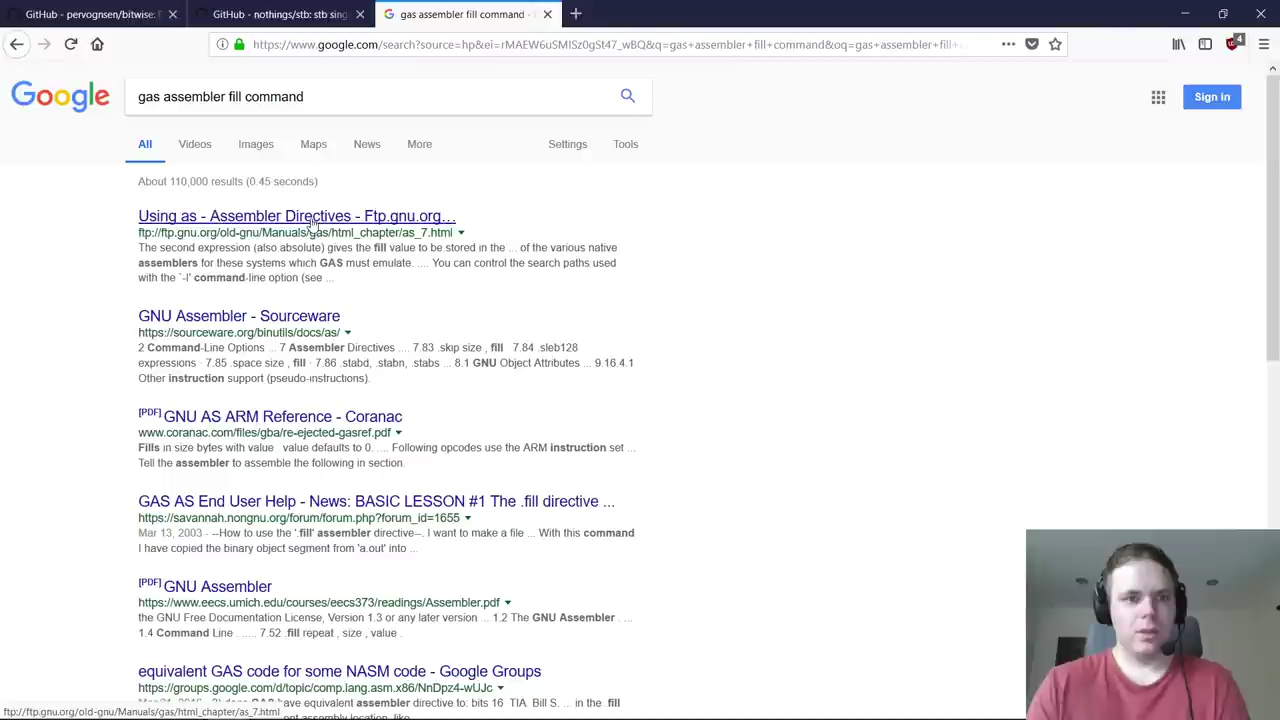 GitHub - pervognsen/bitwise: B
GitHub - nothings/stb: stb sing
gas assembler fill command -
https://www.google.com/search?source=hp&ei=rMAEW6uSMISz0gSt47_wBQ&q=gas+assembler+fill+command&oq=gas+assembler+fill+
4
Google
gas assembler fill command
Sign in
All Videos Images Maps News More Settings Tools
About 110,000 results (0.45 seconds)
Using as - Assembler Directives - Ftp.gnu.org…
ftp://ftp.gnu.org/old-gnu/Manuals/gas/html_chapter/as_7.html
The second expression (also absolute) gives the fill value to be stored in the ... of the various native
assemblers for these systems which GAS must emulate. .... You can control the search paths used
with the `-I' command-line option (see ...
GNU Assembler - Sourceware
https://sourceware.org/binutils/docs/as/
2 Command-Line Options ... 7 Assembler Directives .... 7.83 .skip size , fill · 7.84 .sleb128
expressions · 7.85 .space size , fill · 7.86 .stabd, .stabn, .stabs ... 8.1 GNU Object Attributes ... 9.16.4.1
Other instruction support (pseudo-instructions).
[PDF] GNU AS ARM Reference - Coranac
www.coranac.com/files/gba/re-ejected-gasref.pdf
Fills in size bytes with value value defaults to 0. .... Following opcodes use the ARM instruction set ...
Tell the assembler to assemble the following in section.
GAS AS End User Help - News: BASIC LESSON #1 The .fill directive ...
https://savannah.nongnu.org/forum/forum.php?forum_id=1655
Mar 13, 2003 - --How to use the '.fill' assembler directive--. I want to make a file ... With this command
I have copied the binary object segment from 'a.out' into ...
[PDF] GNU Assembler
https://www.eecs.umich.edu/courses/eecs373/readings/Assembler.pdf
the GNU Free Documentation License, Version 1.3 or any later version ... 1.2 The GNU Assembler . ...
1.4 Command Line . ..... 7.52 .fill repeat , size , value .
equivalent GAS code for some NASM code - Google Groups
https://groups.google.com/d/topic/comp.lang.asm.x86/NnDpz4-wUJc
have equivalent assembler directive to: bits 16 TIA. Bill S. ... in the .fill
ftp://ftp.gnu.org/old-gnu/Manuals/gas/html_chapter/as_7.html